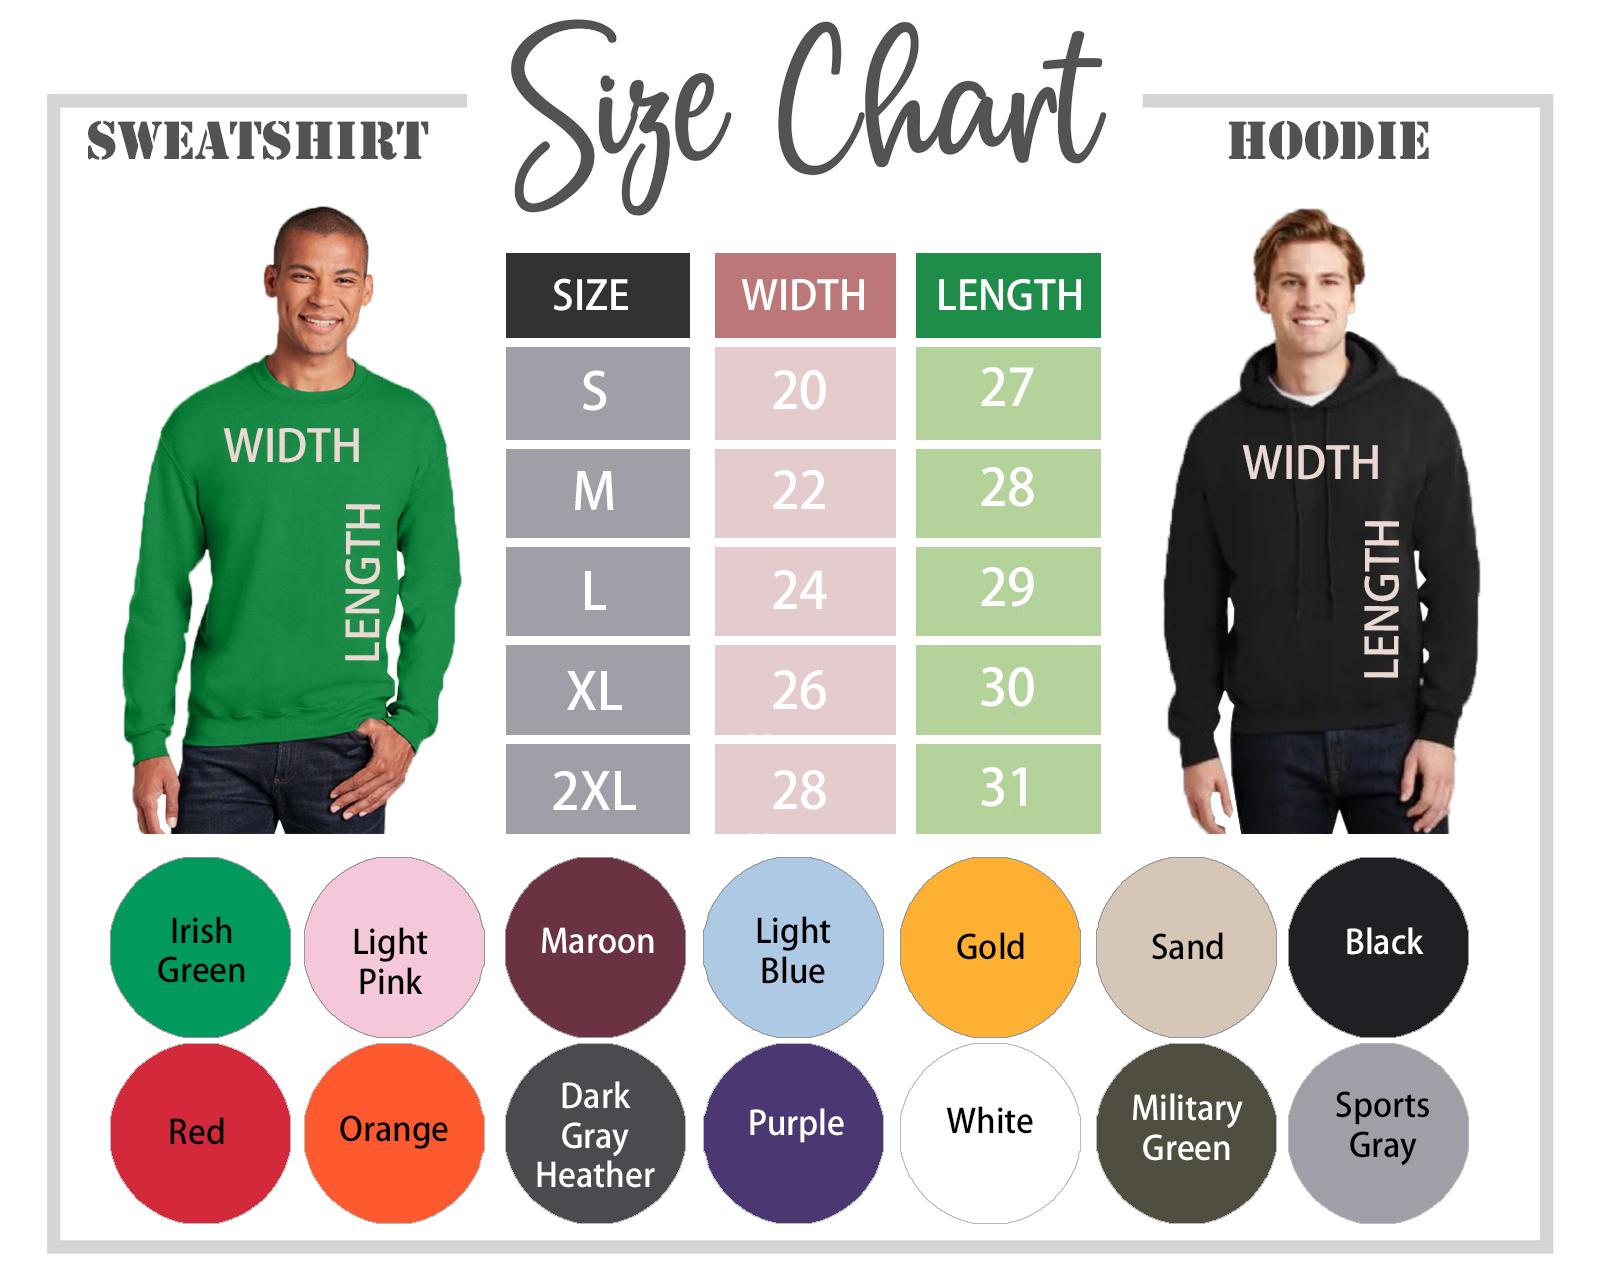 Size Chart
SWEATSHIRT
HOODIE
WIDTH
LENGTH
SIZE WIDTH LENGTH
S 20 27
M 22 28
L 24 29
XL 26 30
2XL 28 31
WIDTH
LENGTH
Irish
Green
Light
Pink
Maroon
Light
Blue
Gold
Sand
Black
Red
Orange
Dark
Gray
Heather
Purple
White
Military
Green
Sports
Gray